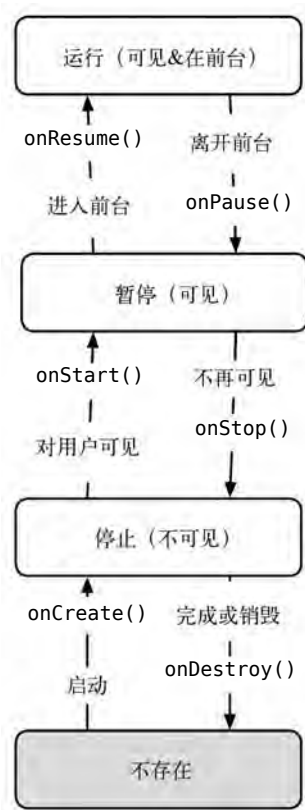 运行（可见&在前台）
onResume()
离开前台
进入前台
onPause()
暂停（可见）
onStart()
不再可见
对用户可见
onStop()
停止（不可见）
onCreate()
完成或销毁
启动
onDestroy()
不存在